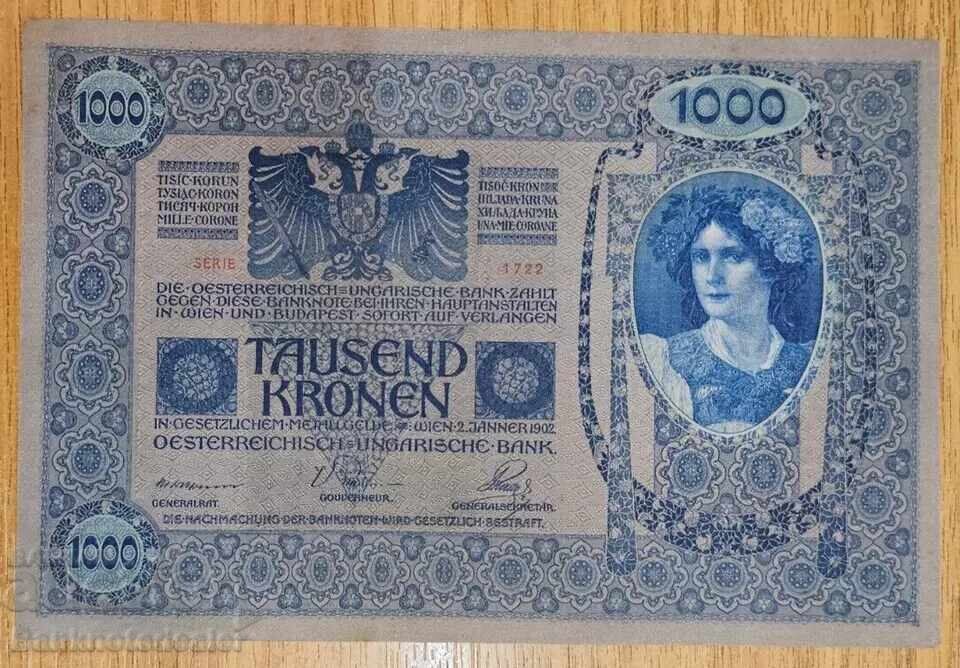 1000
1000
TISÍC·KORUN
TYSIĄC·KORON
ТИСЯЧ·КОРОН
MILLE·CORONE
TISOČ·KRON
HILJADA·KRUNA
ХИЉАДА·КРУНА
UNA·MIE·COROANE
SERIE
1722
DIE·OESTERREICHISCH=UNGARISCHE·BANK·ZAHLT
GEGEN·DIESE·BANKNOTE·BEI·IHREN·HAUPTANSTALTEN
IN·WIEN·UND·BUDAPEST·SOFORT·AUF·VERLANGEN
TAUSEND
KRONEN
IN·GESETZLICHEM·METALLGELDE·WIEN·2.JÄNNER 1902
OESTERREICHISCH=UNGARISCHE·BANK.
GENERALRAT.
GOUVERNEUR.
GENERALSEKRETÄR.
DIE·NACHMACHUNG·DER·BANKNOTEN·WIRD·GESETZLICH·BESTRAFT.
1000